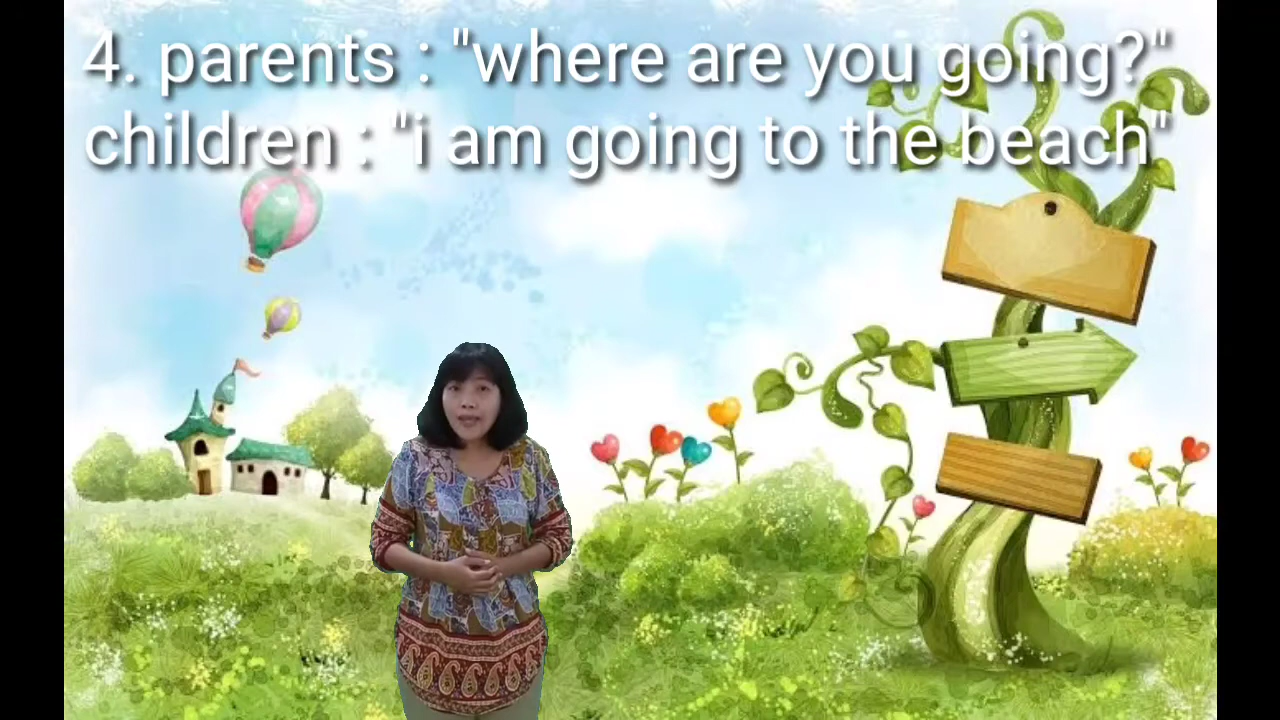 4. parents : "where are you going?"
children : "i am going to the beach"